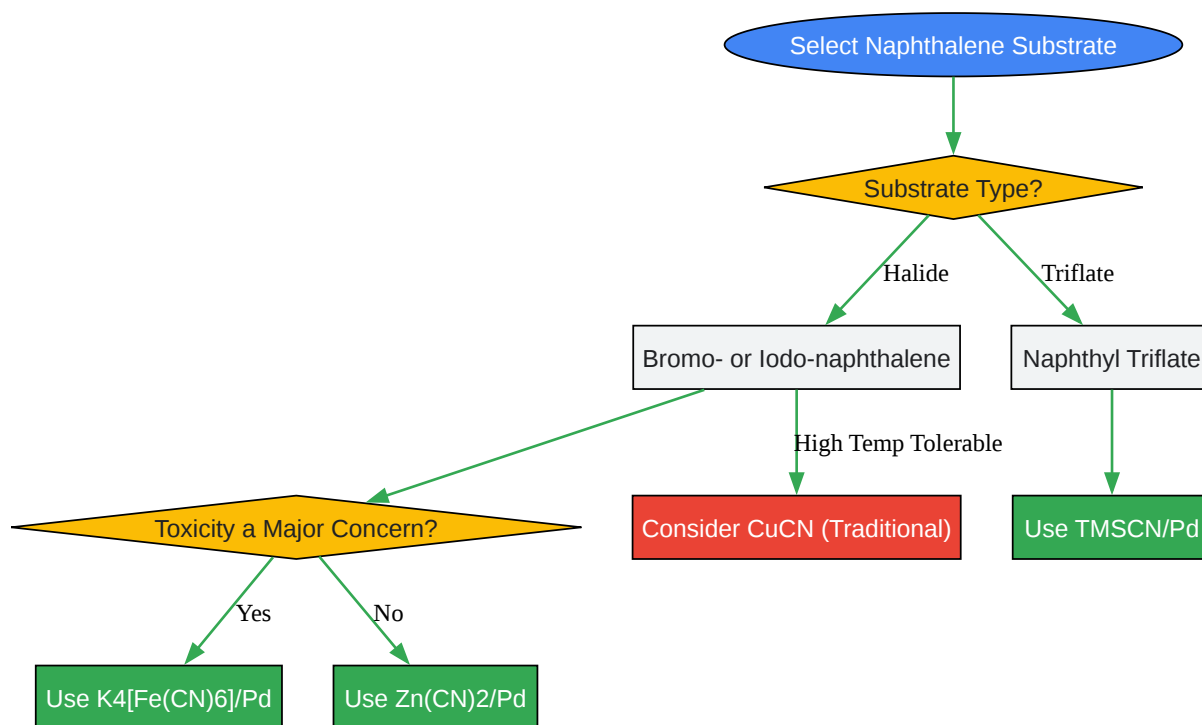 Select Naphthalene Substrate
Substrate Type?
Halide
Triflate
Bromo- or Iodo-naphthalene
Naphthyl Triflate
High Temp Tolerable
Toxicity a Major Concern?
Consider CuCN (Traditional)
Use TMSCN/Pd
Yes
No
Use K4[Fe(CN)6]/Pd
Use Zn(CN)2/Pd